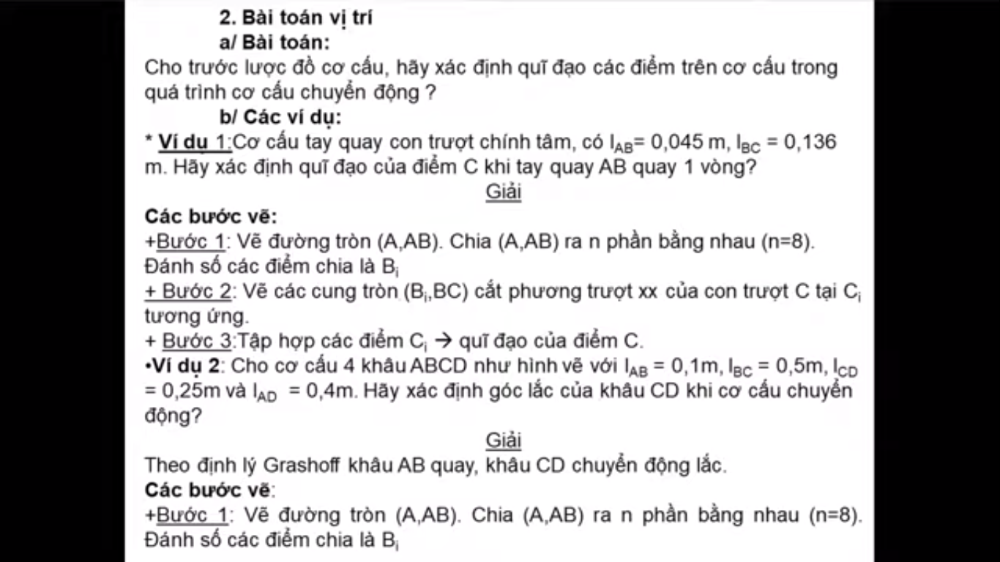 2. Bài toán vị trí
a/ Bài toán:
Cho trước lược đồ cơ cấu, hãy xác định quĩ đạo các điểm trên cơ cấu trong
quá trình cơ cấu chuyển động ?
b/ Các ví dụ:
* Ví dụ 1:Cơ cấu tay quay con trượt chính tâm, có lAB= 0,045 m, lBC = 0,136
m. Hãy xác định quĩ đạo của điểm C khi tay quay AB quay 1 vòng?
Giải
Các bước vẽ:
+Bước 1: Vẽ đường tròn (A,AB). Chia (A,AB) ra n phần bằng nhau (n=8).
Đánh số các điểm chia là Bi
+ Bước 2: Vẽ các cung tròn (Bi,BC) cắt phương trượt xx của con trượt C tại Ci
tương ứng.
+ Bước 3:Tập hợp các điểm Ci → quĩ đạo của điểm C.
•Ví dụ 2: Cho cơ cấu 4 khâu ABCD như hình vẽ với lAB = 0,1m, lBC = 0,5m, lCD
= 0,25m và lAD = 0,4m. Hãy xác định góc lắc của khâu CD khi cơ cấu chuyển
động?
Giải
Theo định lý Grashoff khâu AB quay, khâu CD chuyển động lắc.
Các bước vẽ:
+Bước 1: Vẽ đường tròn (A,AB). Chia (A,AB) ra n phần bằng nhau (n=8).
Đánh số các điểm chia là Bi